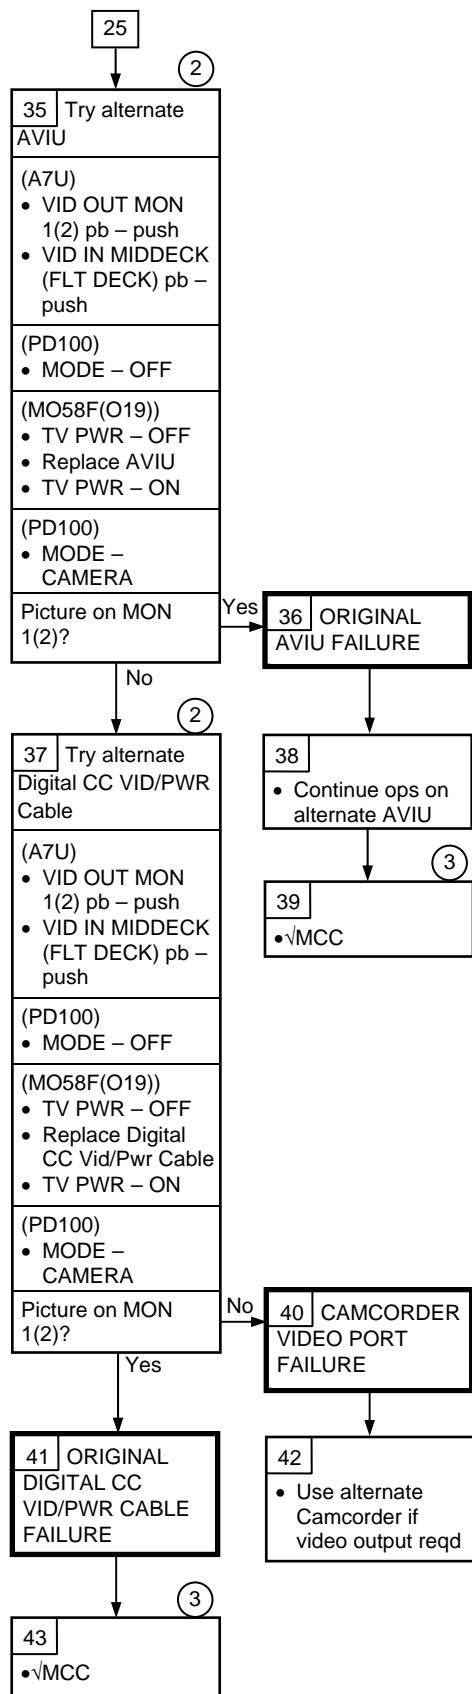 25
2
35 Try alternate
AVIU
(A7U)
• VID OUT MON
1(2) pb – push
• VID IN MIDDECK
(FLT DECK) pb –
push
(PD100)
• MODE – OFF
(MO58F(O19))
• TV PWR – OFF
• Replace AVIU
• TV PWR – ON
(PD100)
• MODE –
CAMERA
Picture on MON
1(2)?
Yes
36 ORIGINAL
AVIU FAILURE
No
38
• Continue ops on
alternate AVIU
3
39
•√MCC
2
37 Try alternate
Digital CC VID/PWR
Cable
(A7U)
• VID OUT MON
1(2) pb – push
• VID IN MIDDECK
(FLT DECK) pb –
push
(PD100)
• MODE – OFF
(MO58F(O19))
• TV PWR – OFF
• Replace Digital
CC Vid/Pwr Cable
• TV PWR – ON
(PD100)
• MODE –
CAMERA
Picture on MON
1(2)?
No
40 CAMCORDER
VIDEO PORT
FAILURE
42
• Use alternate
Camcorder if
video output reqd
Yes
41 ORIGINAL
DIGITAL CC
VID/PWR CABLE
FAILURE
3
43
•√MCC